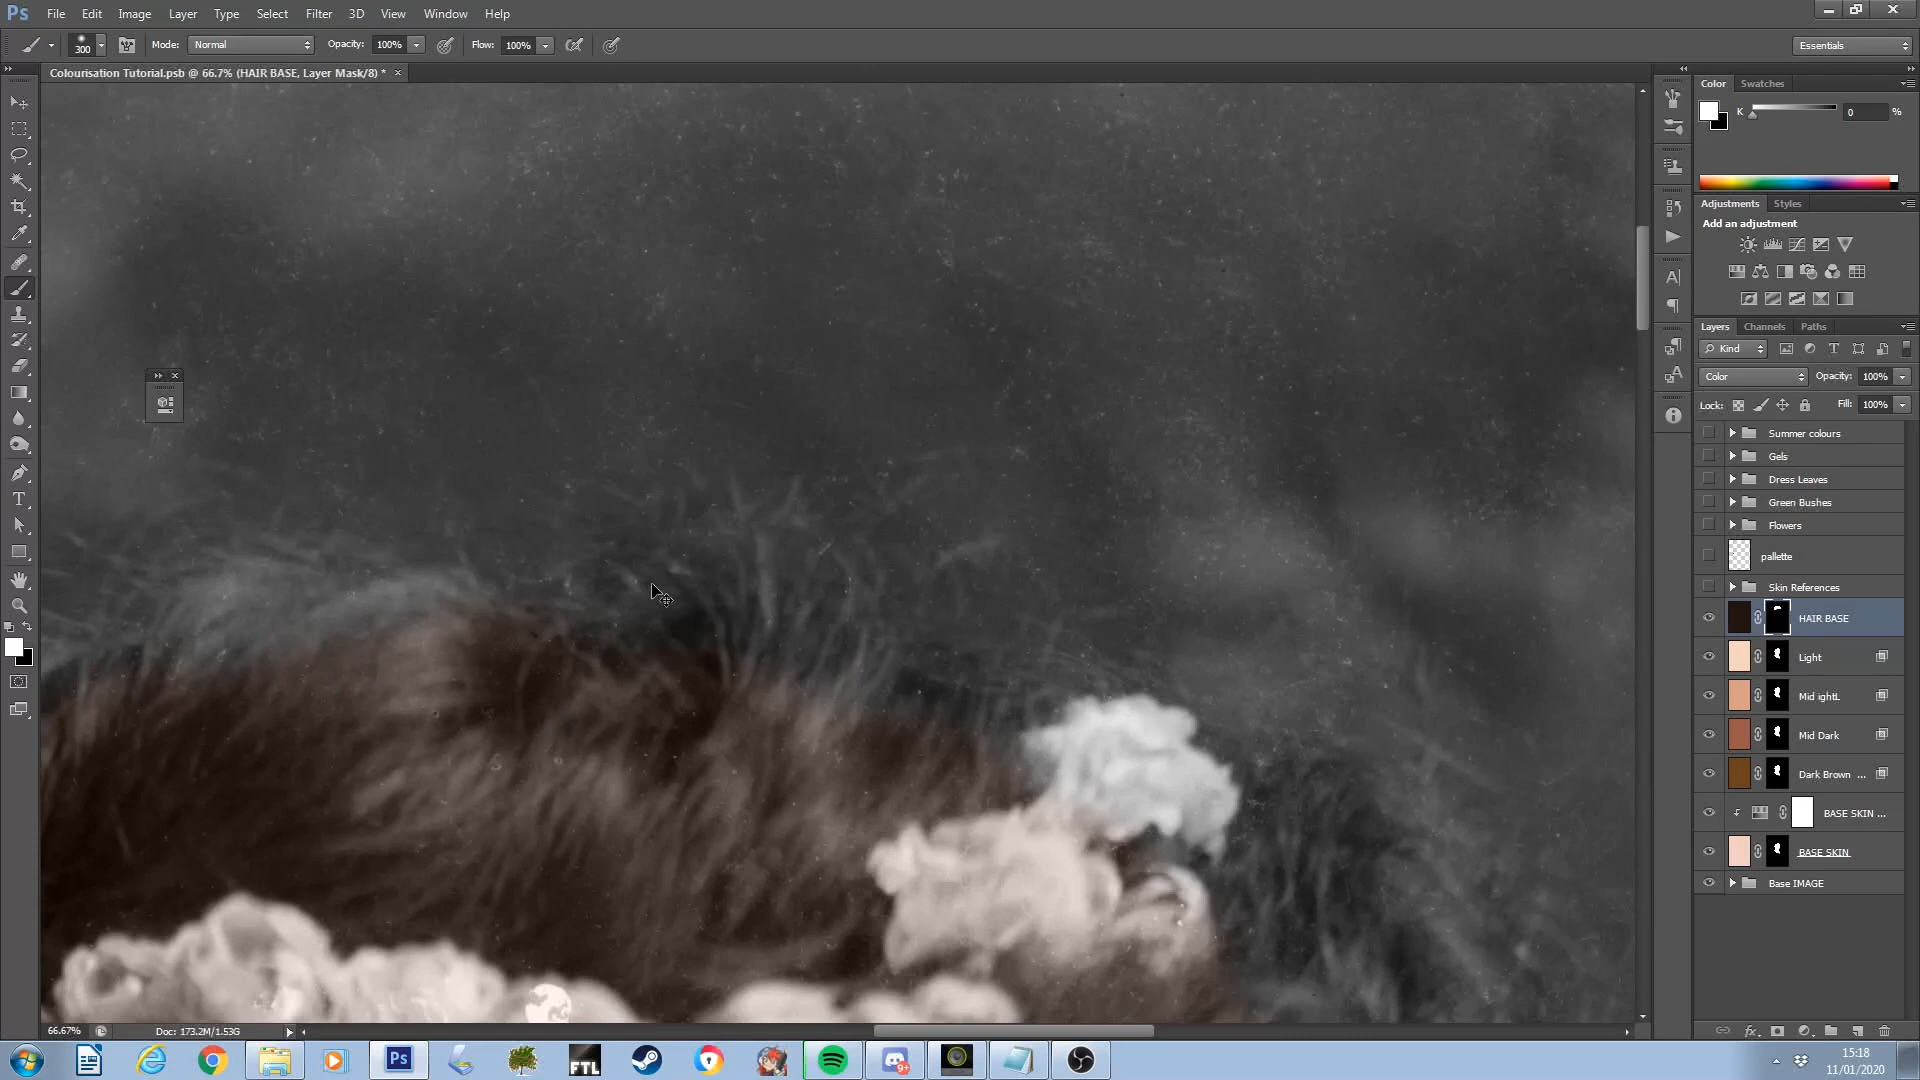 Ps File Edit Image Layer Type Select Filter 3D View Window Help
300 Mode: Normal Opacity: 100% Flow: 100% Essentials
Colourisation Tutorial.psb @ 66.7% (HAIR BASE, Layer Mask/8) * ×
Color Swatches
K 0 %
Adjustments Styles
Add an adjustment
Layers Channels Paths
Kind
Color Opacity: 100%
Lock: Fill: 100%
Summer colours
Gels
Dress Leaves
Green Bushes
Flowers
pallette
Skin References
HAIR BASE
Light
Mid ightL
Mid Dark
Dark Brown ...
BASE SKIN ...
BASE SKIN
Base IMAGE
66.67% Doc: 173.2M/1.53G
Ps FTL 9+
15:18
11/01/2020